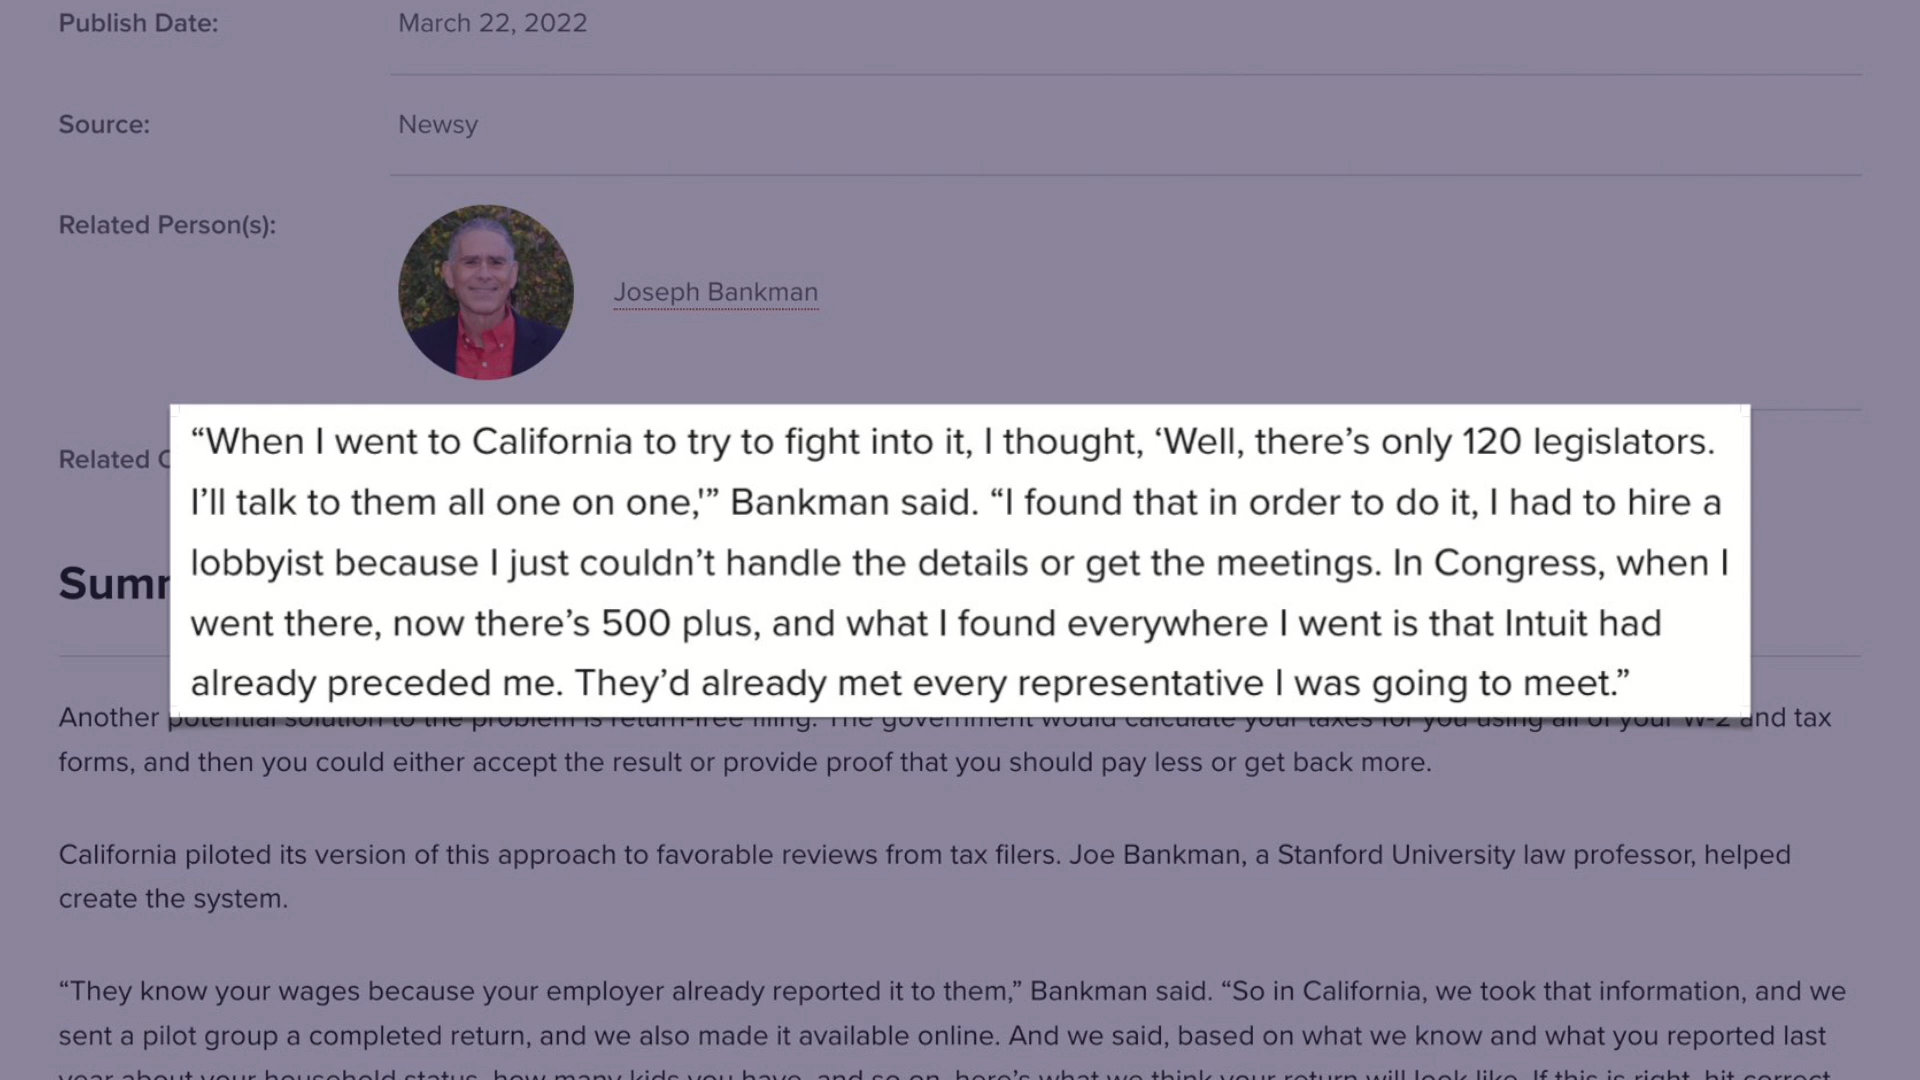 Publish Date: March 22, 2022
Source: Newsy
Related Person(s):
Joseph Bankman
“When I went to California to try to fight into it, I thought, ‘Well, there’s only 120 legislators.
I’ll talk to them all one on one,'” Bankman said. “I found that in order to do it, I had to hire a
lobbyist because I just couldn’t handle the details or get the meetings. In Congress, when I
went there, now there’s 500 plus, and what I found everywhere I went is that Intuit had
already preceded me. They’d already met every representative I was going to meet.”
Related
Another potential solution to the problem is return-free filing. The government would calculate your taxes for you using all of your W-2 and tax
forms, and then you could either accept the result or provide proof that you should pay less or get back more.
California piloted its version of this approach to favorable reviews from tax filers. Joe Bankman, a Stanford University law professor, helped
create the system.
“They know your wages because your employer already reported it to them,” Bankman said. “So in California, we took that information, and we
sent a pilot group a completed return, and we also made it available online. And we said, based on what we know and what you reported last
year about your household status, how many kids you have, and so on, here’s what we think your return will look like. If this is right, hit correct